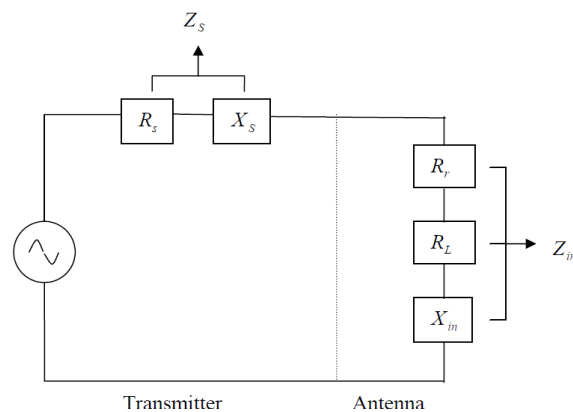 Z_S
R_s X_S
R_r
R_L
Z_in
X_in
Transmitter Antenna